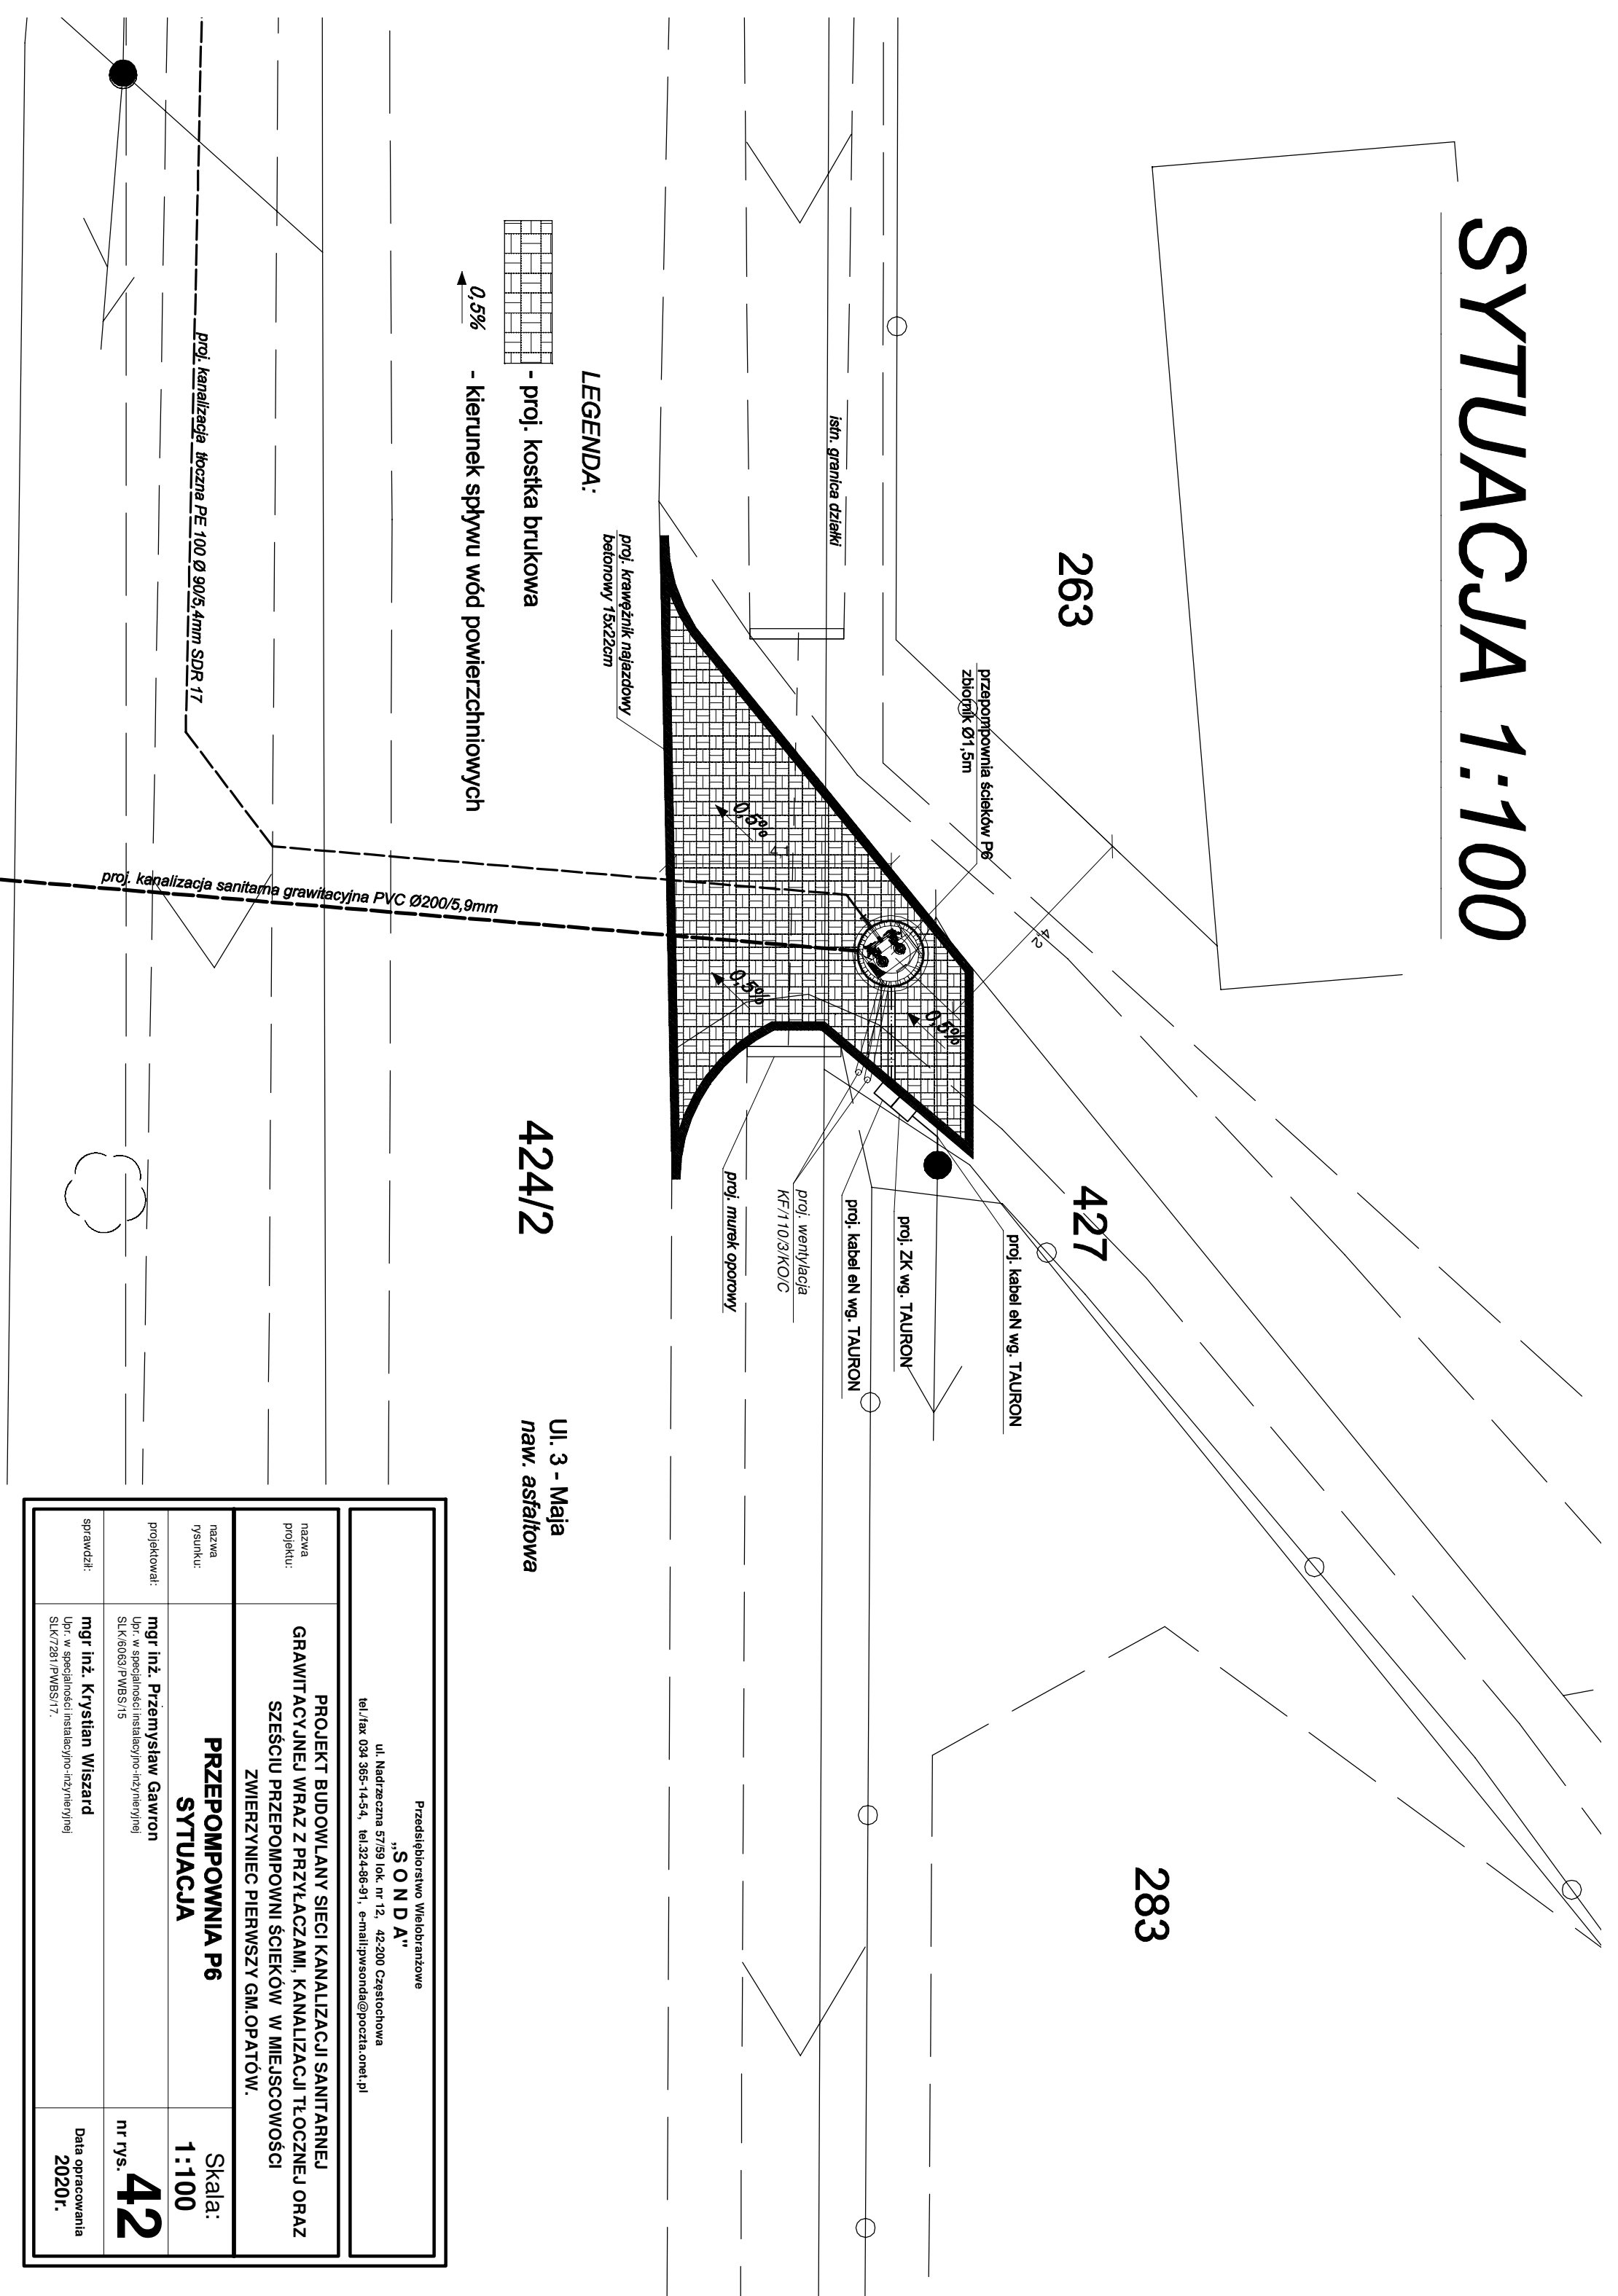 SYTUACJA 1:100
263
istn. granica działki
przepompownia ścieków P6
zbiornik Ø1,5m
427
4,2
283
LEGENDA:
- proj. kostka brukowa
0,5%
- kierunek spływu wód powierzchniowych
proj. krawężnik najazdowy
betonowy 15x22cm
0,5%
4,1
0,5%
0,5%
proj. kabel eN wg. TAURON
proj. ZK wg. TAURON
proj. kabel eN wg. TAURON
proj. wentylacja
KF/110/3/KO/C
proj. murek oporowy
424/2
Ul. 3 - Maja
naw. asfaltowa
proj. kanalizacja tłoczna PE 100 Ø 90/5,4mm SDR 17
proj. kanalizacja sanitarna grawitacyjna PVC Ø200/5,9mm
Przedsiębiorstwo Wielobranżowe
„S O N D A"
ul. Nadrzeczna 57/59 lok. nr 12, 42-200 Częstochowa
tel./fax 034 365-14-54, tel.324-86-91, e-mail:pwsonda@poczta.onet.pl
nazwa
projektu:
PROJEKT BUDOWLANY SIECI KANALIZACJI SANITARNEJ
GRAWITACYJNEJ WRAZ Z PRZYŁĄCZAMI, KANALIZACJI TŁOCZNEJ ORAZ
SZEŚCIU PRZEPOMPOWNI ŚCIEKÓW W MIEJSCOWOŚCI
ZWIERZYNIEC PIERWSZY GM.OPATÓW.
nazwa
rysunku:
PRZEPOMPOWNIA P6
SYTUACJA
Skala:
1:100
projektował:
mgr inż. Przemysław Gawron
Upr. w specjalności instalacyjno-inżynieryjnej
SLK/6063/PWBS/15
nr rys. 42
sprawdził:
mgr inż. Krystian Wiszard
Upr. w specjalności instalacyjno-inżynieryjnej
SLK/7281/PWBS/17.
Data opracowania
2020r.